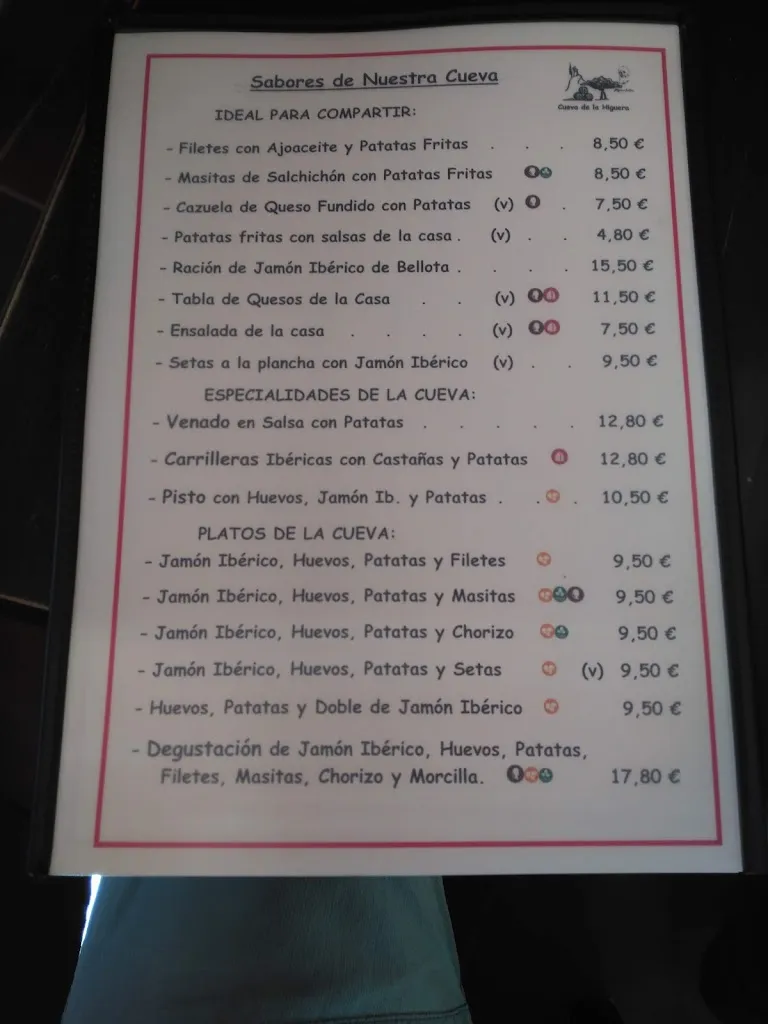 Sabores de Nuestra Cueva
Cueva de la Higuera
IDEAL PARA COMPARTIR:
- Filetes con Ajoaceite y Patatas Fritas . . . 8,50 €
- Masitas de Salchichón con Patatas Fritas 8,50 €
- Cazuela de Queso Fundido con Patatas (v) . 7,50 €
- Patatas fritas con salsas de la casa . (v) . . 4,80 €
- Ración de Jamón Ibérico de Bellota . . . . 15,50 €
- Tabla de Quesos de la Casa . . (v) 11,50 €
- Ensalada de la casa . . . . (v) 7,50 €
- Setas a la plancha con Jamón Ibérico (v) . . 9,50 €
ESPECIALIDADES DE LA CUEVA:
- Venado en Salsa con Patatas . . . . . 12,80 €
- Carrilleras Ibéricas con Castañas y Patatas 12,80 €
- Pisto con Huevos, Jamón Ib. y Patatas . . . 10,50 €
PLATOS DE LA CUEVA:
- Jamón Ibérico, Huevos, Patatas y Filetes 9,50 €
- Jamón Ibérico, Huevos, Patatas y Masitas 9,50 €
- Jamón Ibérico, Huevos, Patatas y Chorizo 9,50 €
- Jamón Ibérico, Huevos, Patatas y Setas (v) 9,50 €
- Huevos, Patatas y Doble de Jamón Ibérico 9,50 €
- Degustación de Jamón Ibérico, Huevos, Patatas,
Filetes, Masitas, Chorizo y Morcilla. 17,80 €